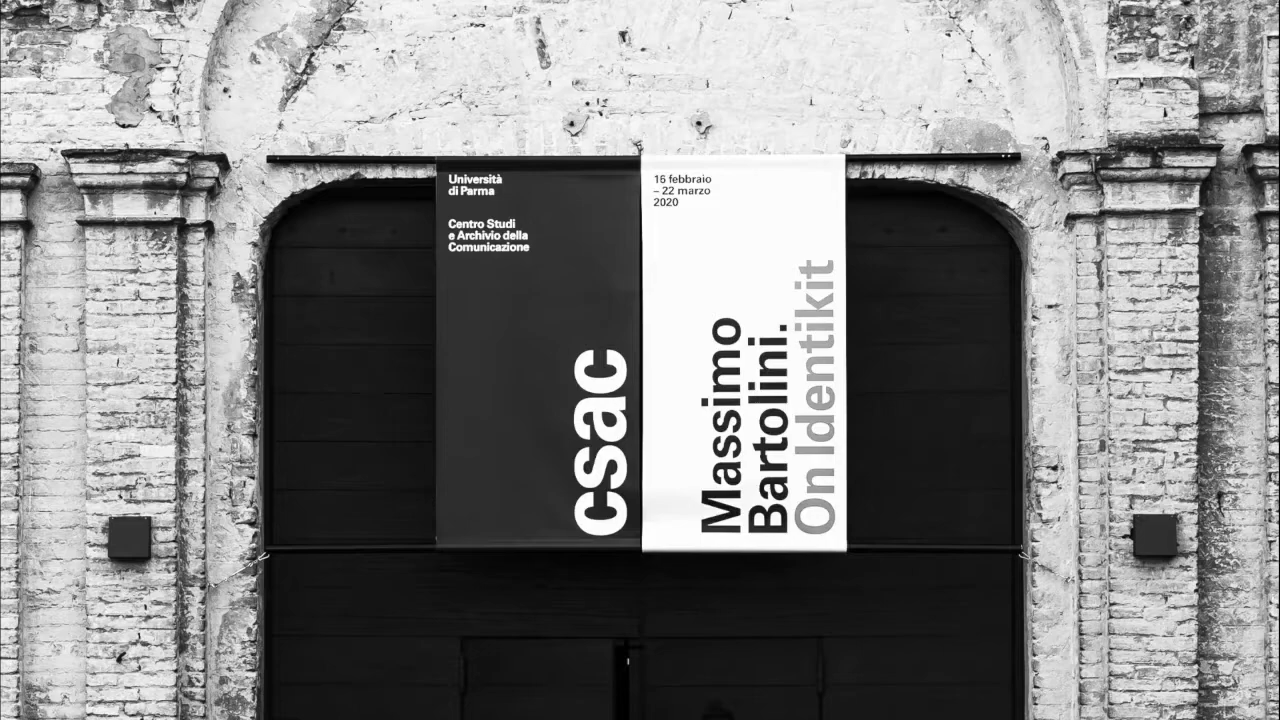 Università
di Parma
Centro Studi
e Archivio della
Comunicazione
csac
16 febbraio
– 22 marzo
2020
Massimo
Bartolini.
On Identikit